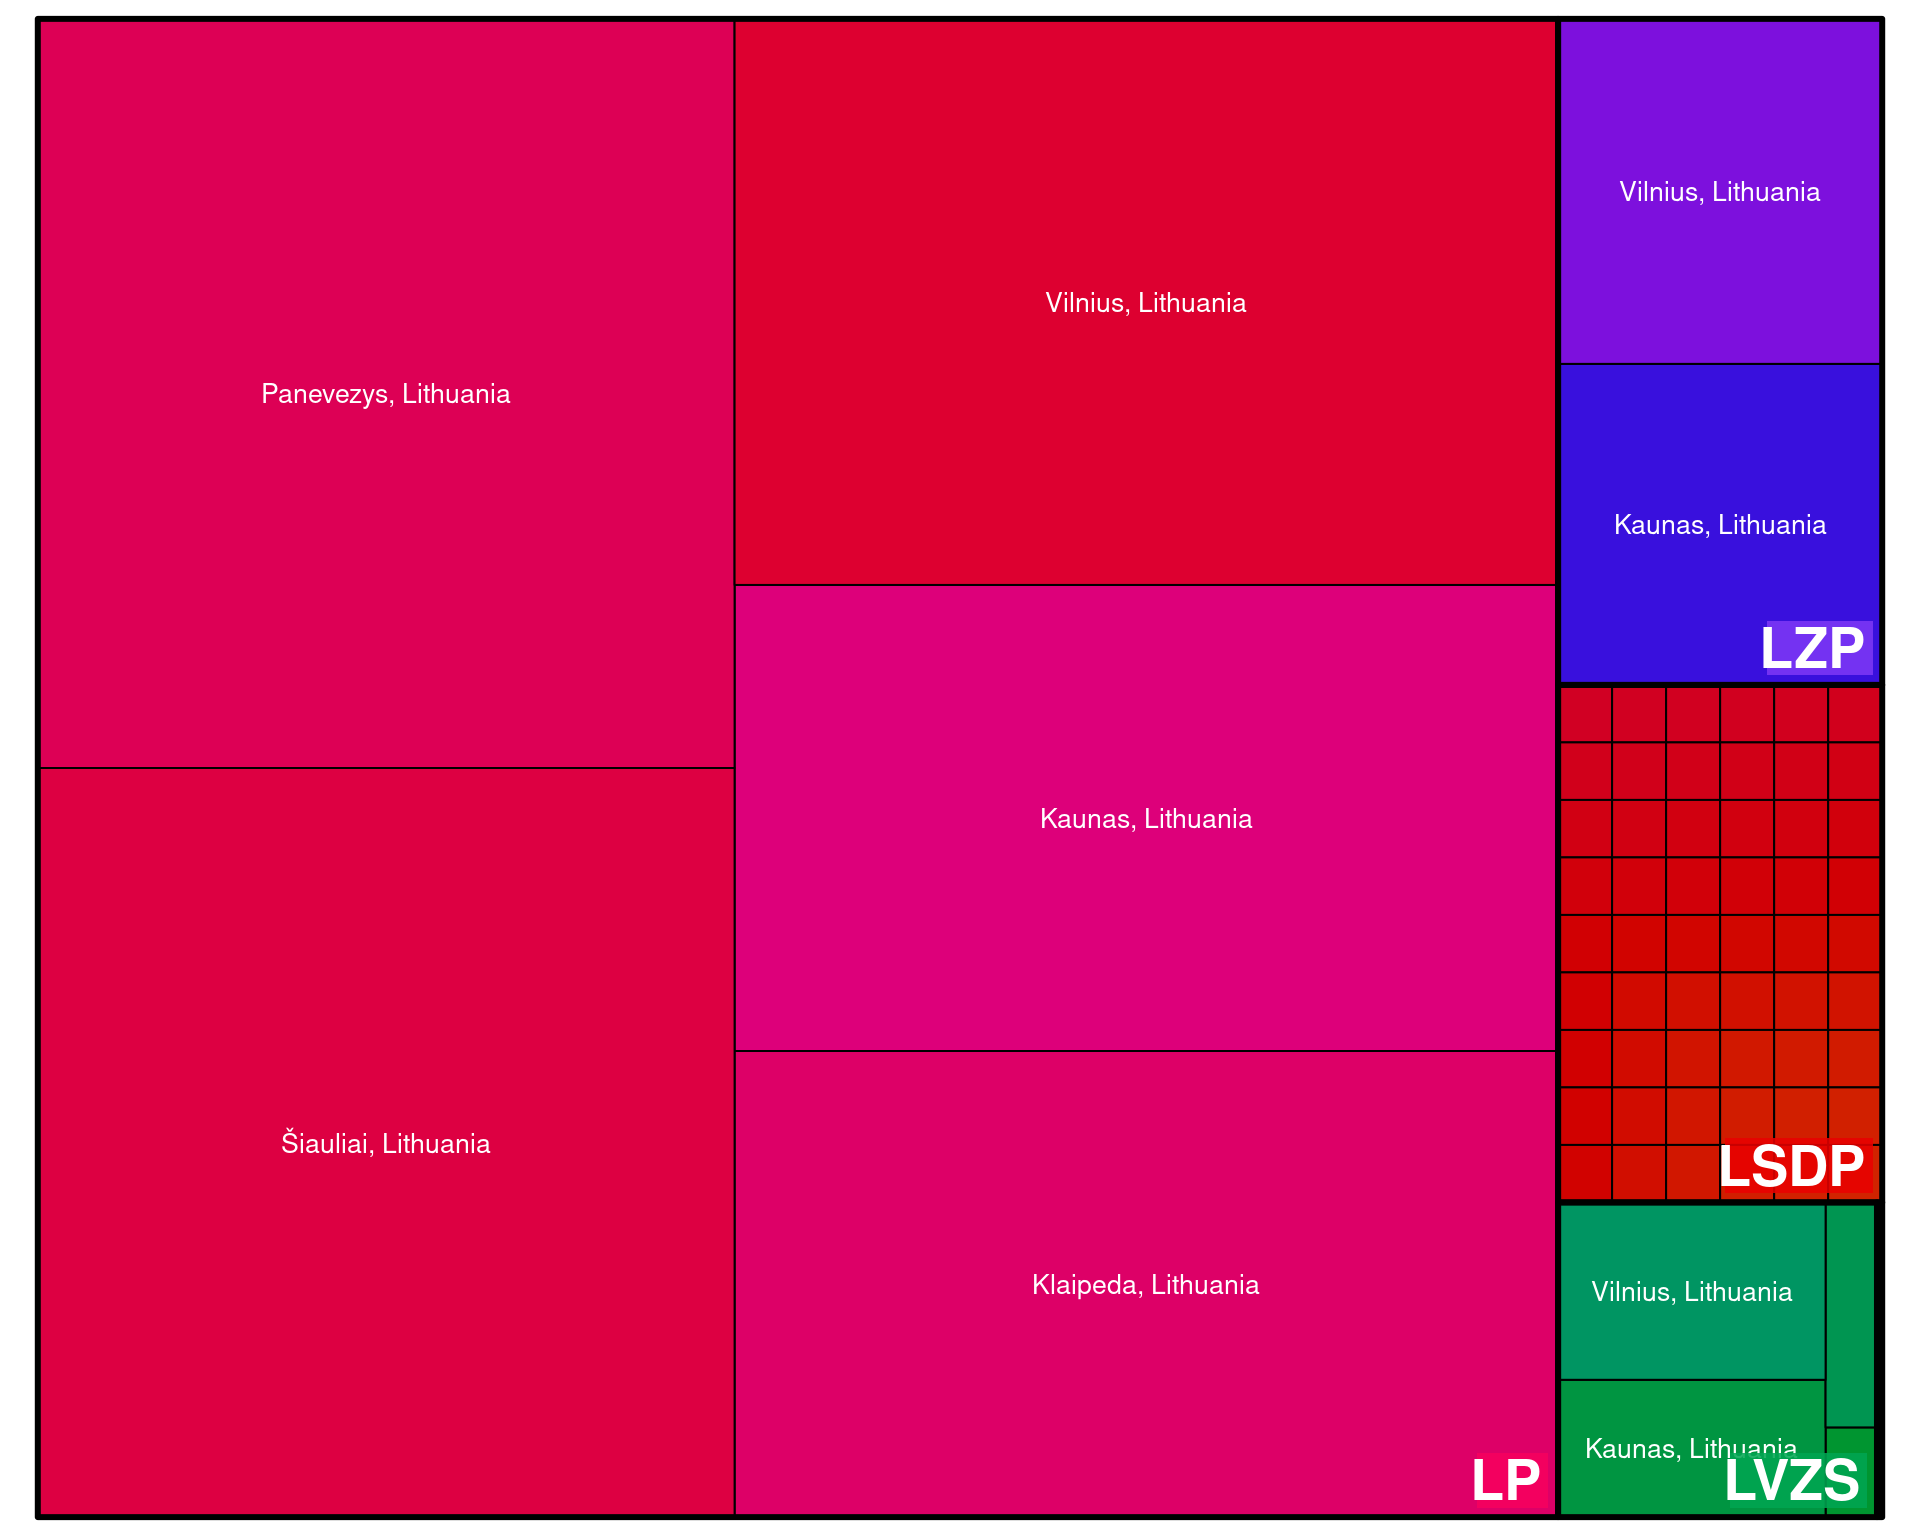 Panevezys, Lithuania
Šiauliai, Lithuania
Vilnius, Lithuania
Kaunas, Lithuania
Klaipeda, Lithuania
LP
Vilnius, Lithuania
Kaunas, Lithuania
LZP
LSDP
Vilnius, Lithuania
Kaunas, Lithuania
LVZS